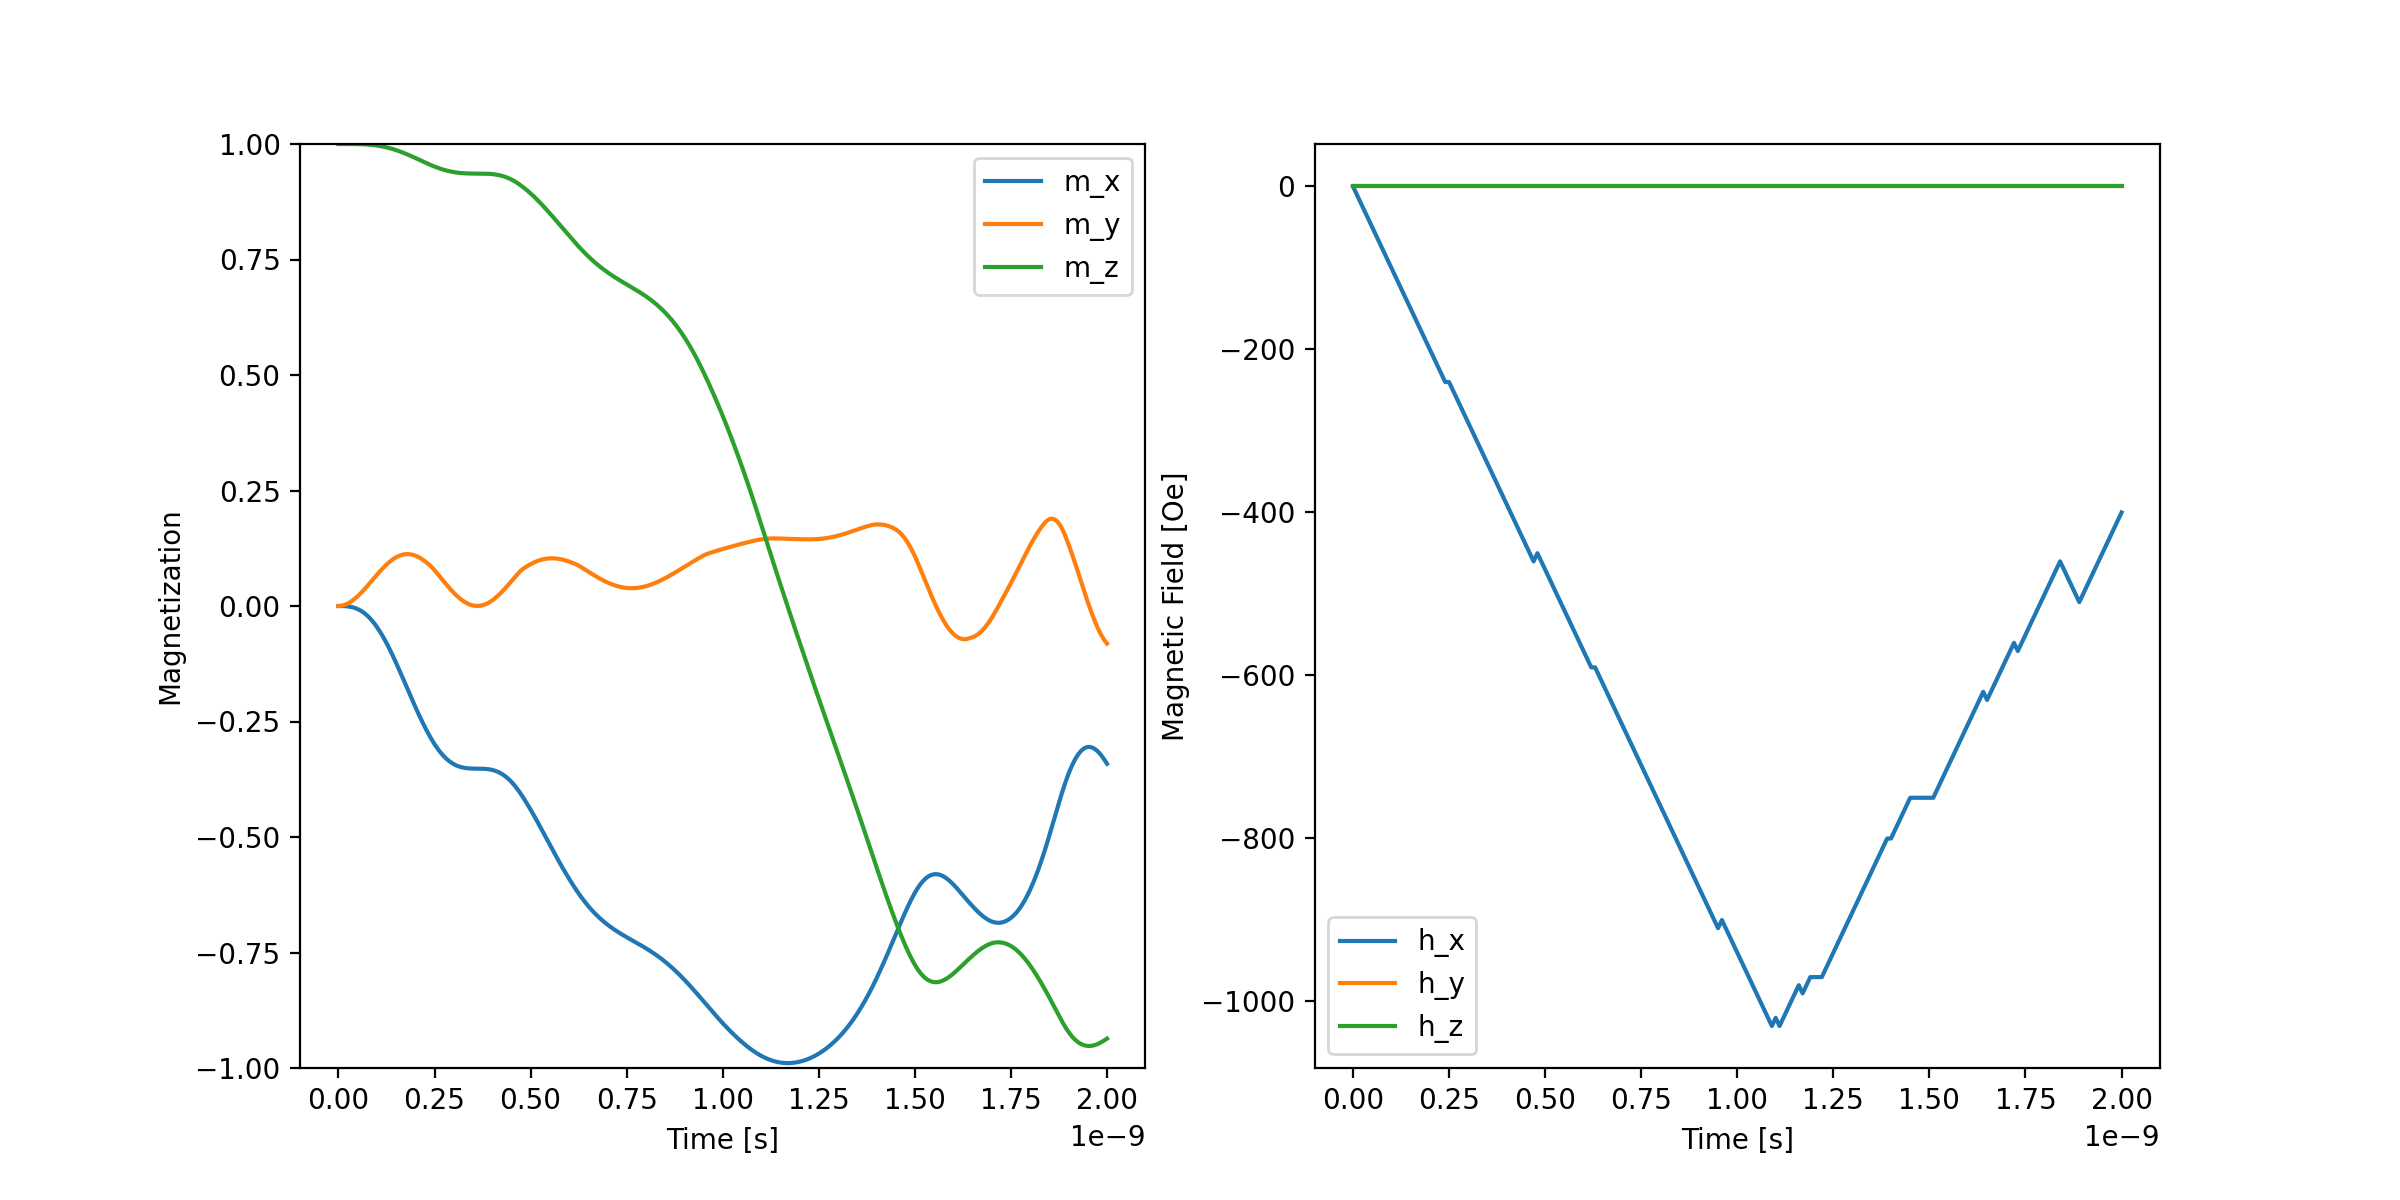 1.00
0.75
0.50
0.25
0.00
−0.25
−0.50
−0.75
−1.00
Magnetization
0.00 0.25 0.50 0.75 1.00 1.25 1.50 1.75 2.00
Time [s]
1e−9
m_x
m_y
m_z
0
−200
−400
−600
−800
−1000
Magnetic Field [Oe]
0.00 0.25 0.50 0.75 1.00 1.25 1.50 1.75 2.00
Time [s]
1e−9
h_x
h_y
h_z